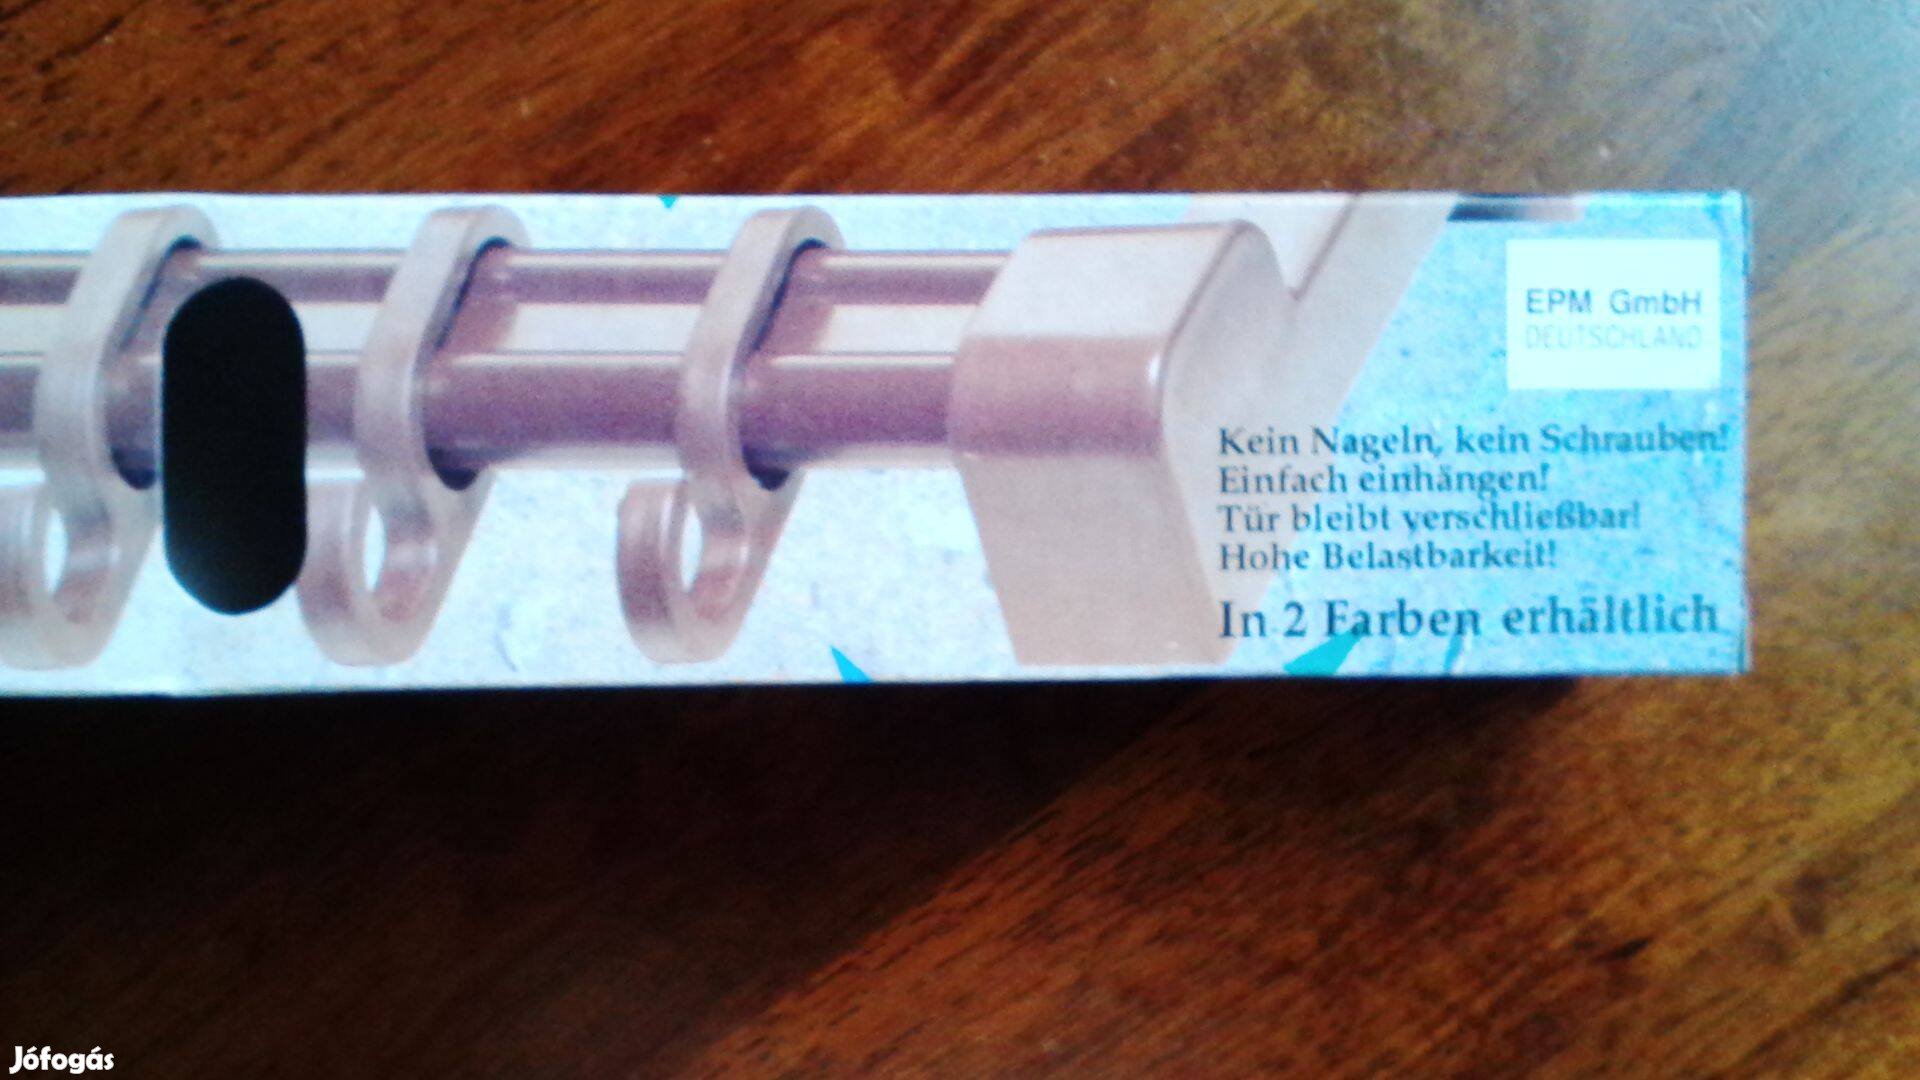 EPM GmbH
DEUTSCHLAND
Kein Nageln, kein Schrauben!
Einfach einhängen!
Tür bleibt verschließbar!
Hohe Belastbarkeit!
In 2 Farben erhältlich
Jófogás